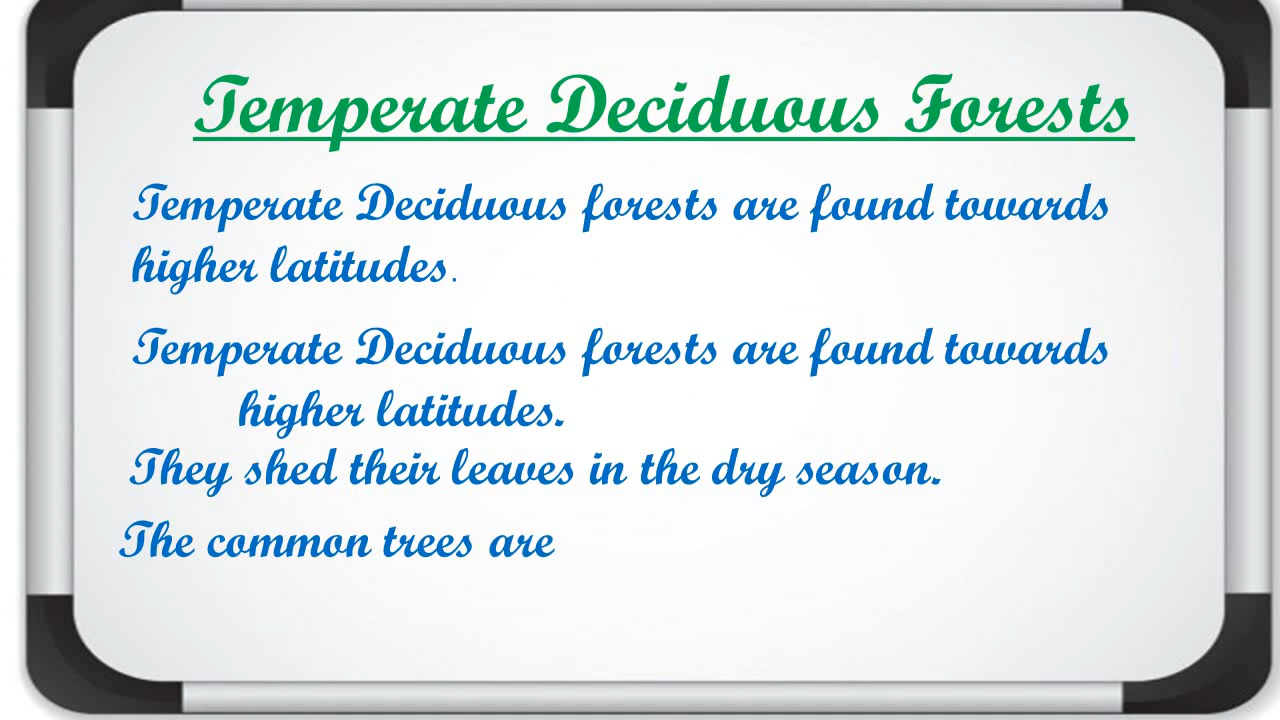 Temperate Deciduous Forests
Temperate Deciduous forests are found towards
higher latitudes.
Temperate Deciduous forests are found towards
higher latitudes.
They shed their leaves in the dry season.
The common trees are